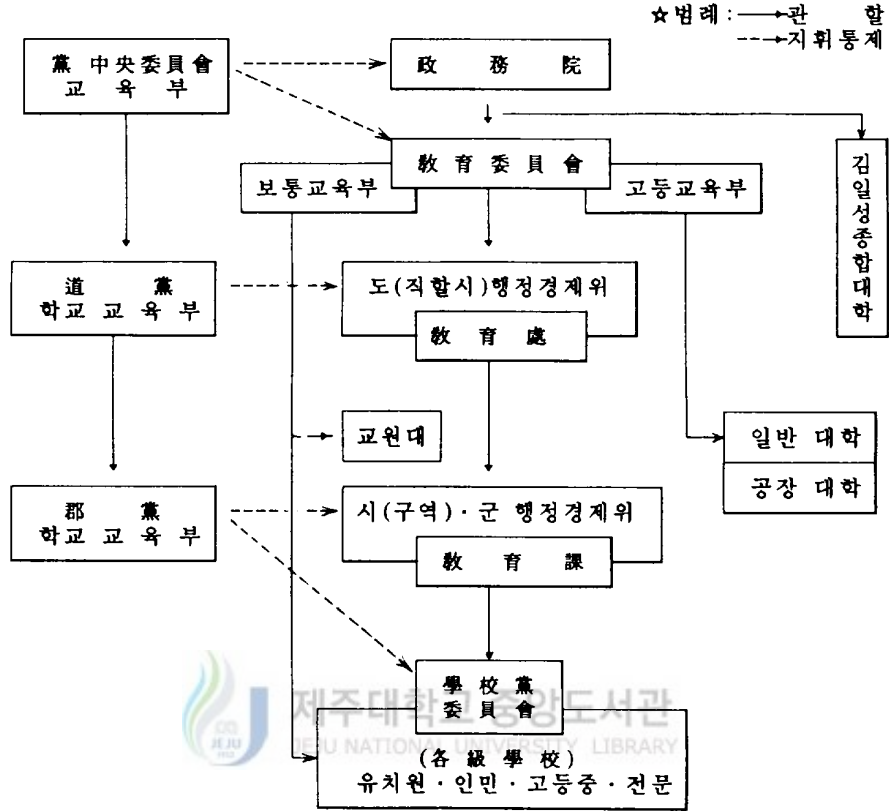 ☆범례: ──→관 할
---→지휘통제
黨 中央委員會
교 육 부
政 務 院
敎 育 委 員 會
보통교육부
고등교육부
김일성종합대학
道 黨
학교교육부
도(직할시)행정경제위
敎 育 處
교원대
일반 대학
공장 대학
郡 黨
학교교육부
시(구역)·군 행정경제위
敎 育 課
學 校 黨
委 員 會
(各 級 學 校)
유치원·인민·고등중·전문
제주대학교 중앙도서관
JEJU NATIONAL UNIVERSITY LIBRARY
JEJU
1952